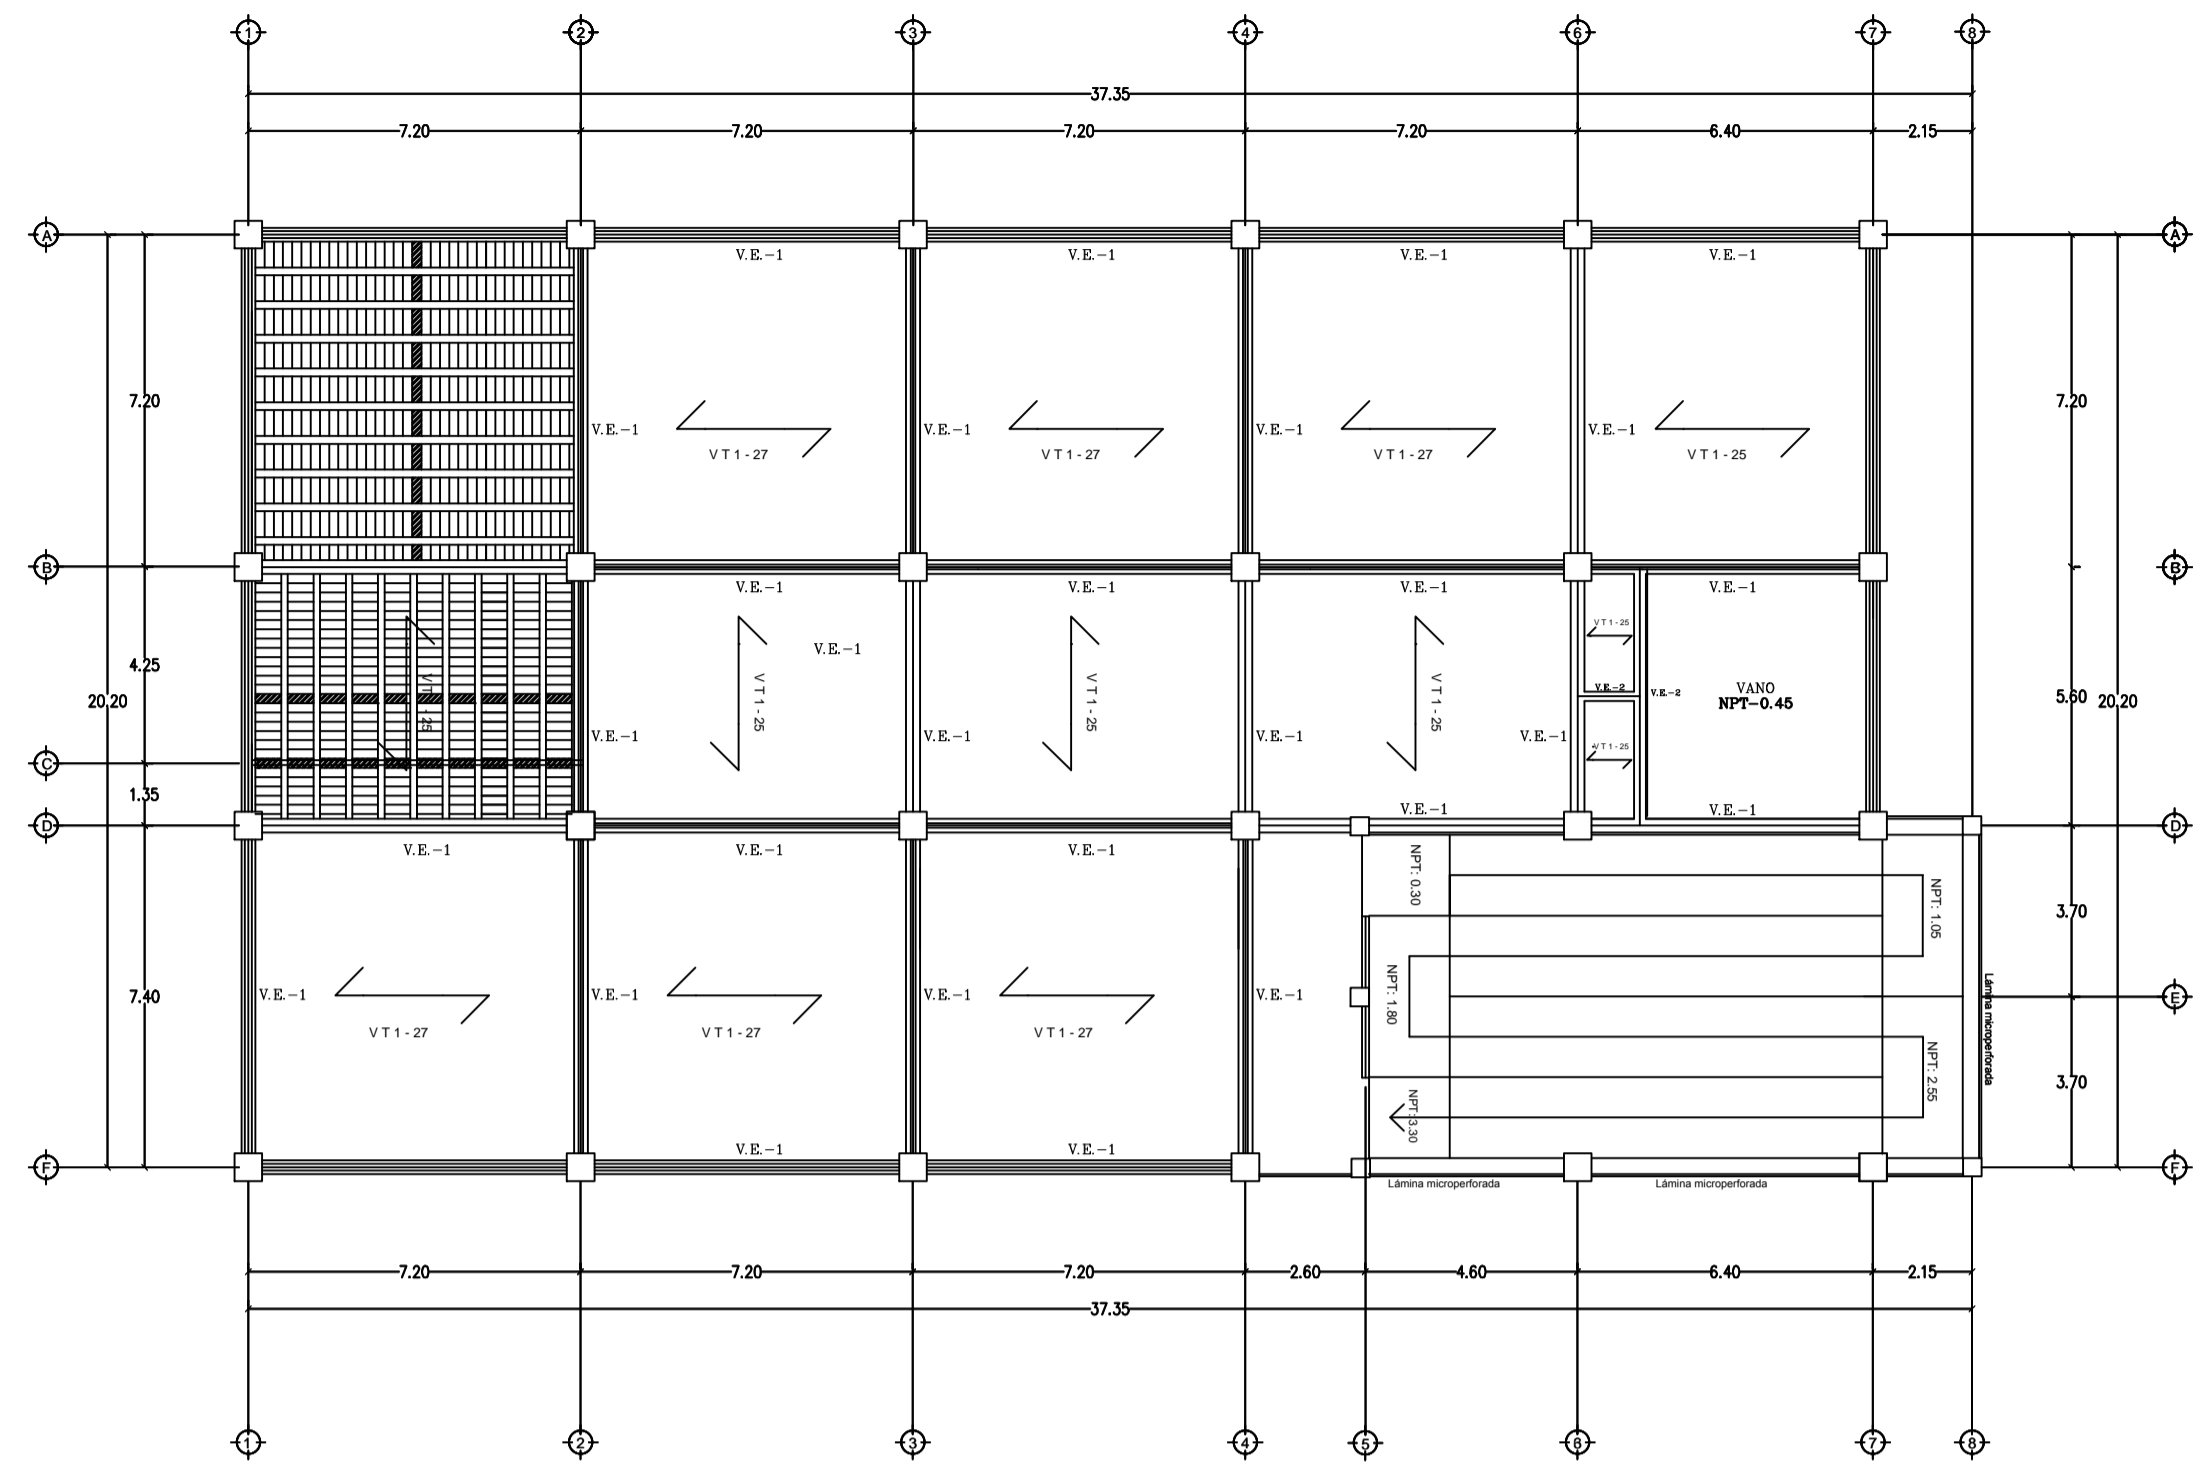 1 2 3 4 6 7 8
37.35
7.20 7.20 7.20 7.20 6.40 2.15
A A
V.E.-1 V.E.-1 V.E.-1 V.E.-1
7.20 7.20
V.E.-1 V.E.-1 V.E.-1 V.E.-1
V T 1 - 27 V T 1 - 27 V T 1 - 27 V T 1 - 25
B B
V.E.-1 V.E.-1 V.E.-1 V.E.-1
V T 1 - 25
V.E.-1
4.25
V T 1 - 25 V T 1 - 25 V T 1 - 25 V T 1 - 25
V.E.-2 V.E.-2
VANO
NPT-0.45
20.20 5.60 20.20
V.E.-1 V.E.-1 V.E.-1 V.E.-1
V T 1 - 25
C
1.35
V.E.-1 V.E.-1
D D
V.E.-1 V.E.-1 V.E.-1
NPT: 0.30
NPT: 1.05
3.70
7.40
V.E.-1 V.E.-1 V.E.-1 V.E.-1
NPT: 1.80
E
Lámina microperforada
V T 1 - 27 V T 1 - 27 V T 1 - 27
NPT: 2.55
3.70
NPT:3.30
V.E.-1 V.E.-1
F F
Lámina microperforada Lámina microperforada
7.20 7.20 7.20 2.60 4.60 6.40 2.15
37.35
1 2 3 4 5 6 7 8